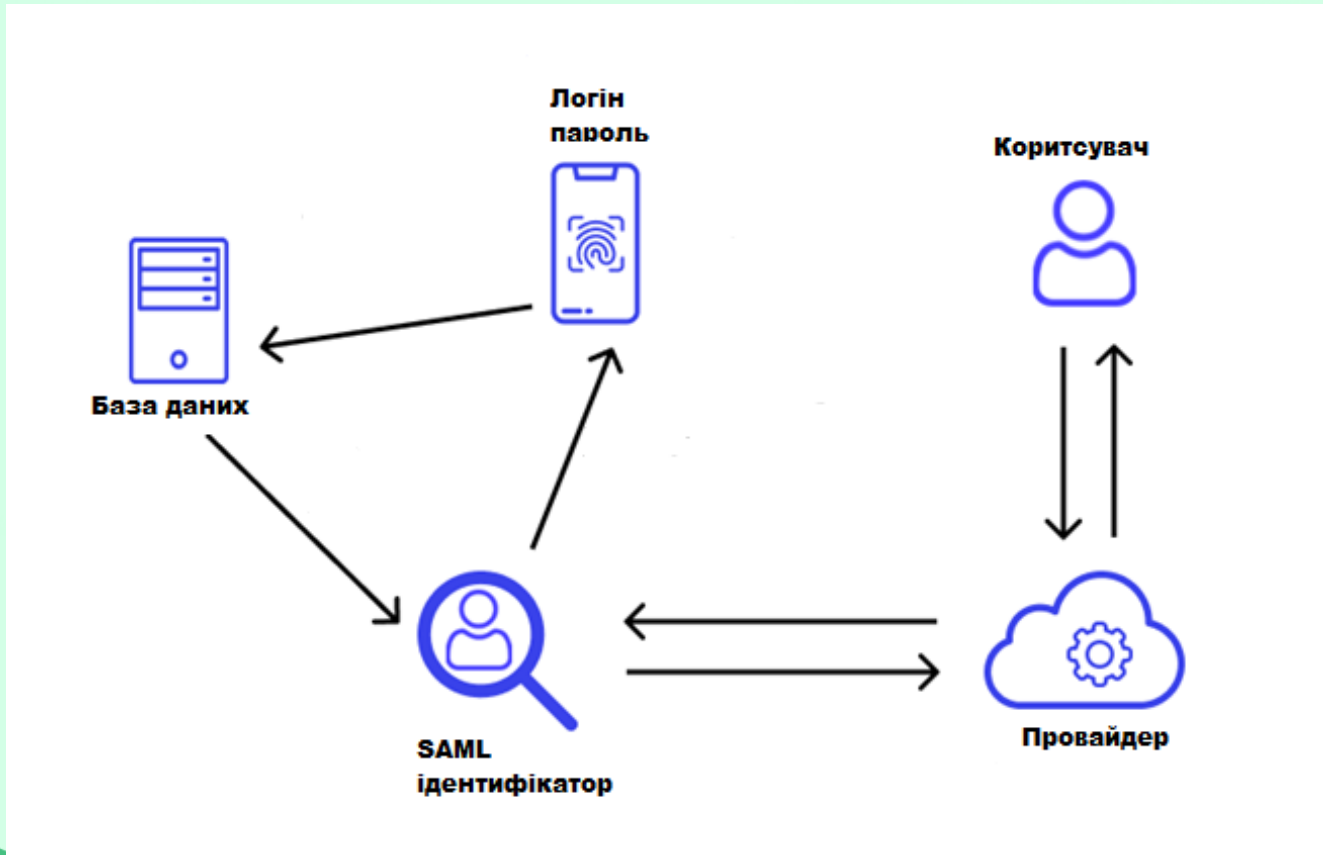 Логін
пароль
Коритсувач
База даних
SAML
ідентифікатор
Провайдер